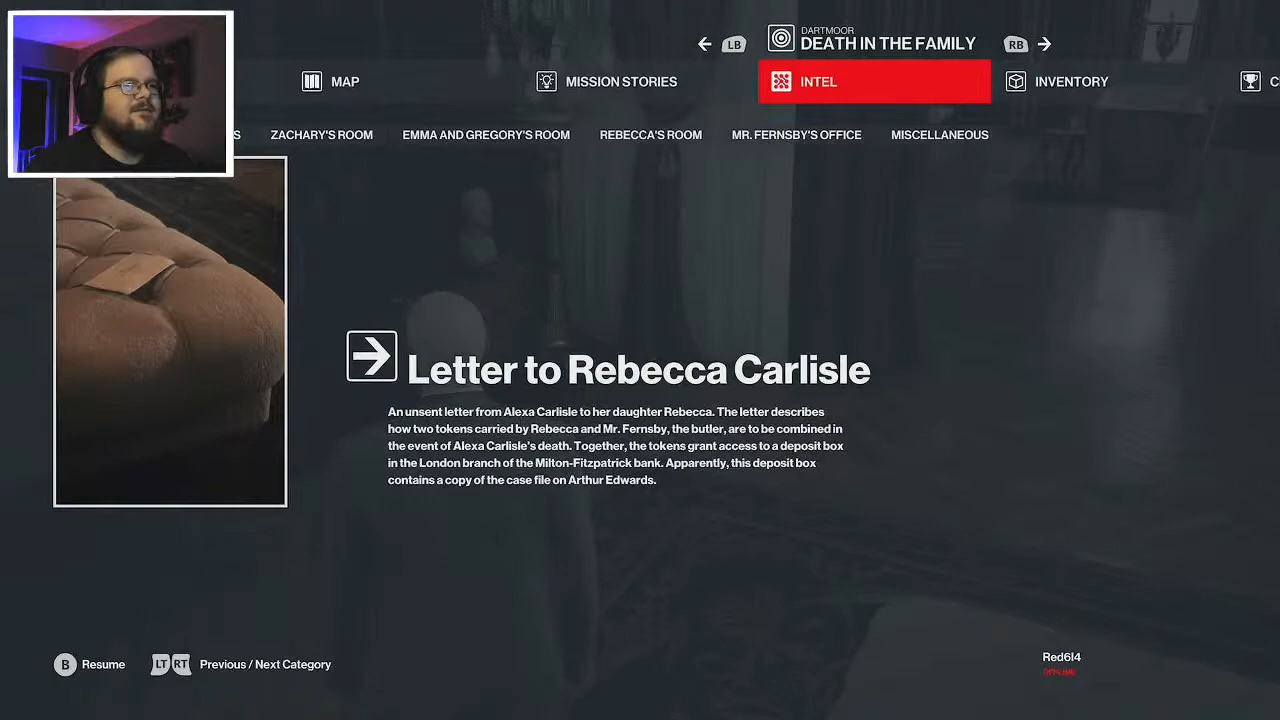 DARTMOOR
LB DEATH IN THE FAMILY RB
MAP MISSION STORIES INTEL INVENTORY C
S ZACHARY'S ROOM EMMA AND GREGORY'S ROOM REBECCA'S ROOM MR. FERNSBY'S OFFICE MISCELLANEOUS
Letter to Rebecca Carlisle
An unsent letter from Alexa Carlisle to her daughter Rebecca. The letter describes
how two tokens carried by Rebecca and Mr. Fernsby, the butler, are to be combined
in the event of Alexa Carlisle's death. Together, the tokens grant access to a deposit box
in the London branch of the Milton-Fitzpatrick bank. Apparently, this deposit box
contains a copy of the case file on Arthur Edwards.
B Resume LT RT Previous / Next Category
Red6l4
OFFLINE